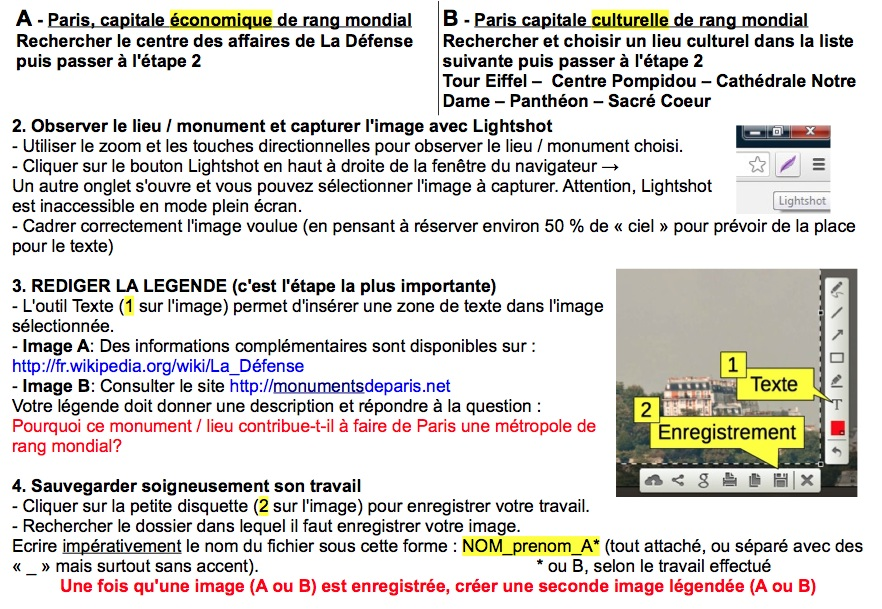 A - Paris, capitale économique de rang mondial
Rechercher le centre des affaires de La Défense
puis passer à l'étape 2
B - Paris capitale culturelle de rang mondial
Rechercher et choisir un lieu culturel dans la liste
suivante puis passer à l'étape 2
Tour Eiffel – Centre Pompidou – Cathédrale Notre
Dame – Panthéon – Sacré Coeur
2. Observer le lieu / monument et capturer l'image avec Lightshot
- Utiliser le zoom et les touches directionnelles pour observer le lieu / monument choisi.
- Cliquer sur le bouton Lightshot en haut à droite de la fenêtre du navigateur →
Un autre onglet s'ouvre et vous pouvez sélectionner l'image à capturer. Attention, Lightshot
est inaccessible en mode plein écran.
- Cadrer correctement l'image voulue (en pensant à réserver environ 50 % de « ciel » pour prévoir de la place
pour le texte)
Lightshot
3. REDIGER LA LEGENDE (c'est l'étape la plus importante)
- L'outil Texte (1 sur l'image) permet d'insérer une zone de texte dans l'image
sélectionnée.
- Image A: Des informations complémentaires sont disponibles sur :
http://fr.wikipedia.org/wiki/La_Défense
- Image B: Consulter le site http://monumentsdeparis.net
Votre légende doit donner une description et répondre à la question :
Pourquoi ce monument / lieu contribue-t-il à faire de Paris une métropole de
rang mondial?
1
Texte
2
Enregistrement
T
g
4. Sauvegarder soigneusement son travail
- Cliquer sur la petite disquette (2 sur l'image) pour enregistrer votre travail.
- Rechercher le dossier dans lequel il faut enregistrer votre image.
Ecrire impérativement le nom du fichier sous cette forme : NOM_prenom_A* (tout attaché, ou séparé avec des
« _ » mais surtout sans accent). * ou B, selon le travail effectué
Une fois qu'une image (A ou B) est enregistrée, créer une seconde image légendée (A ou B)